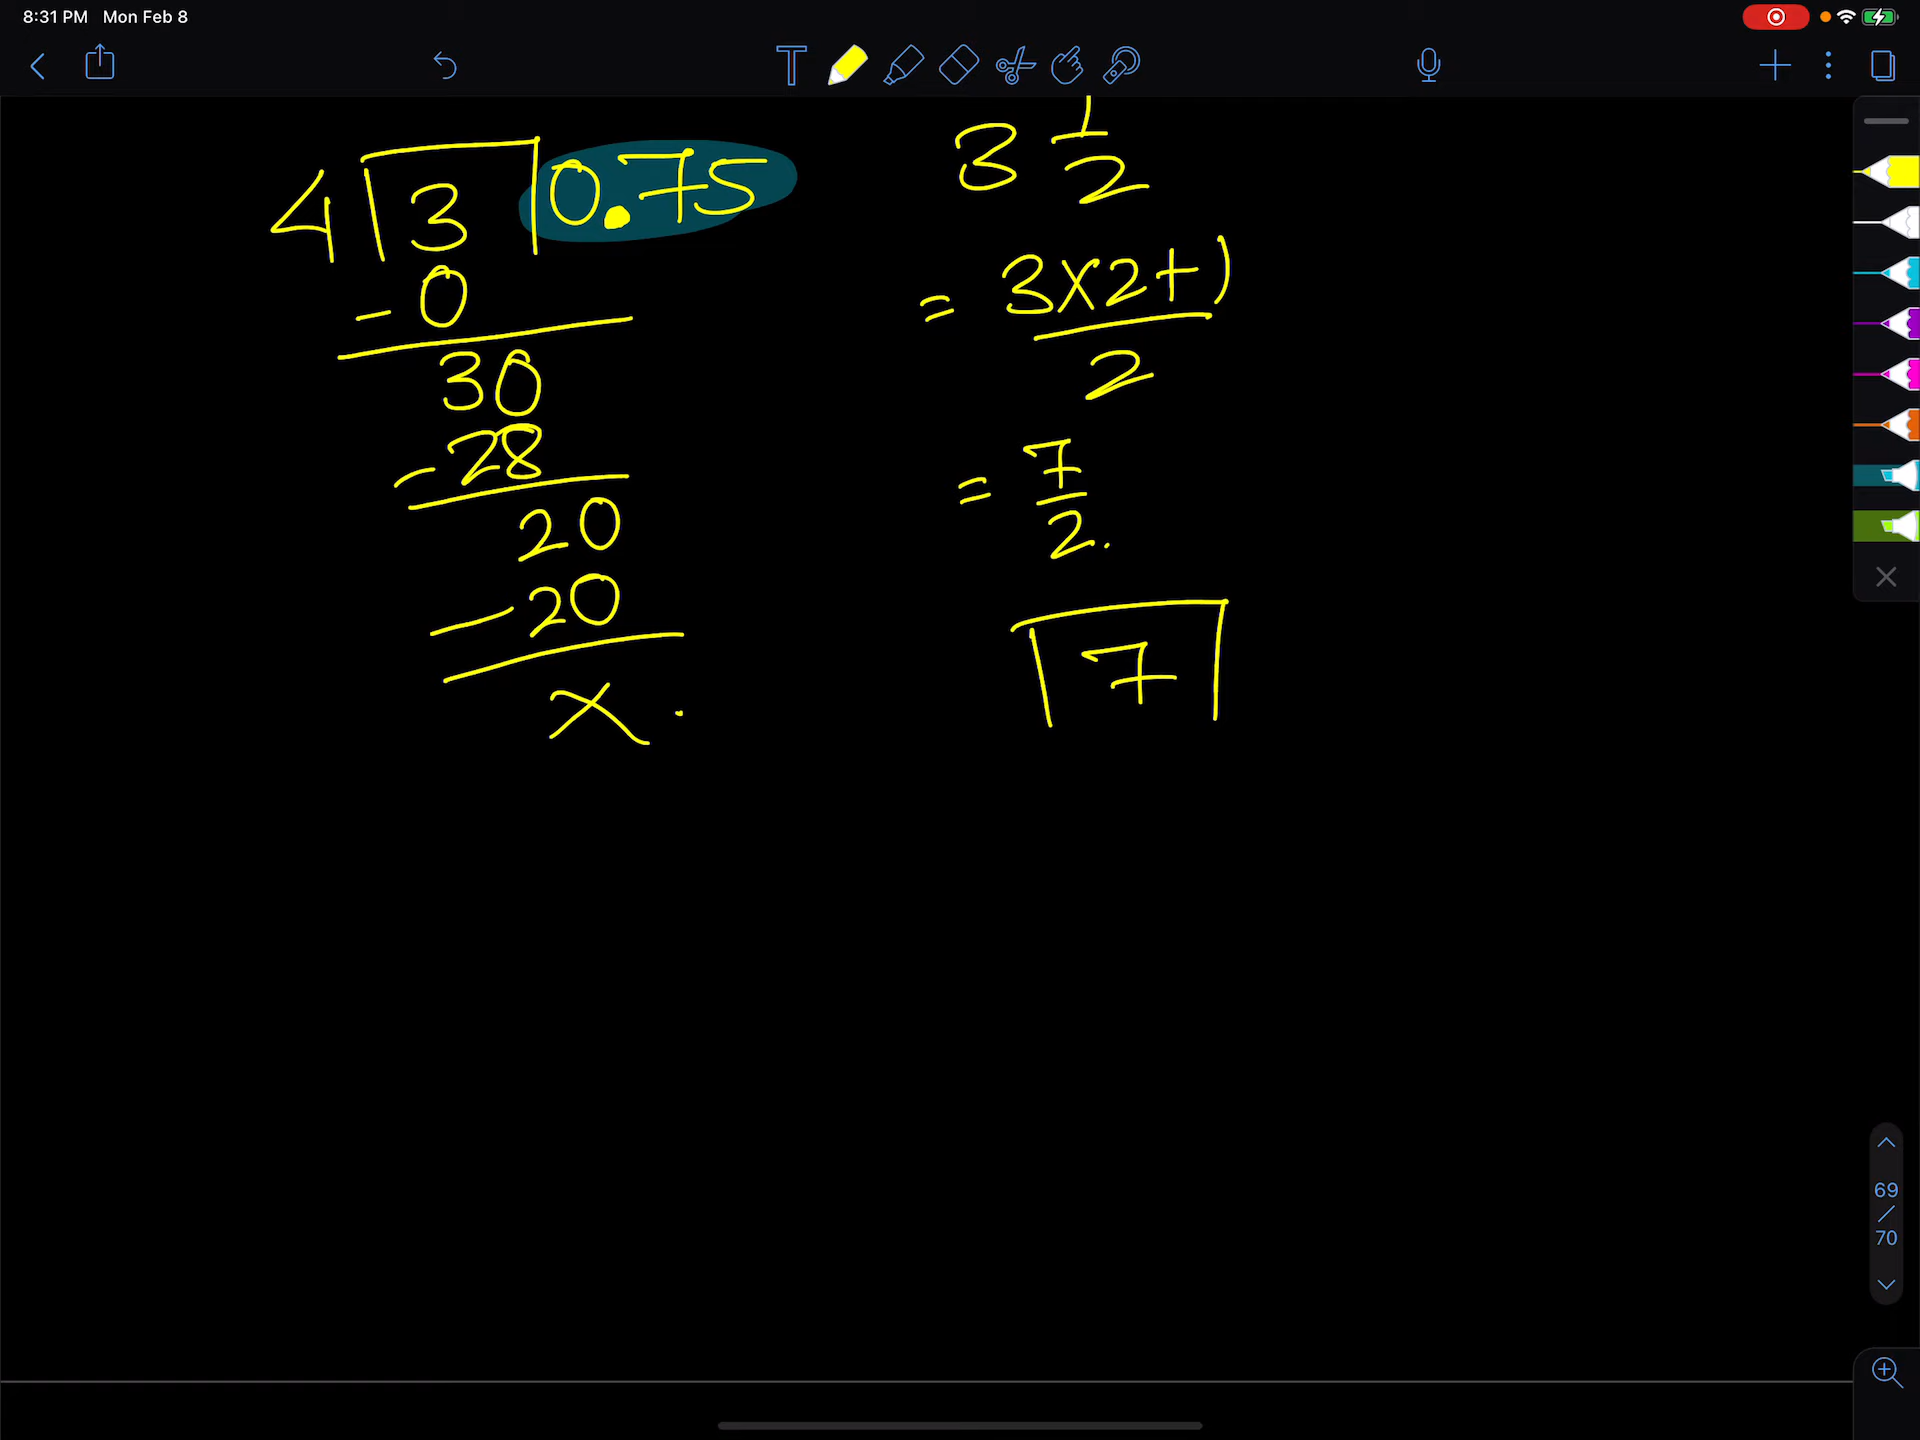 8:31 PM Mon Feb 8
T
4 3 0.75
- 0
30
- 28
20
- 20
x .
3 1/2
= 3x2+1
2
= 7/2.
7
69
/
70